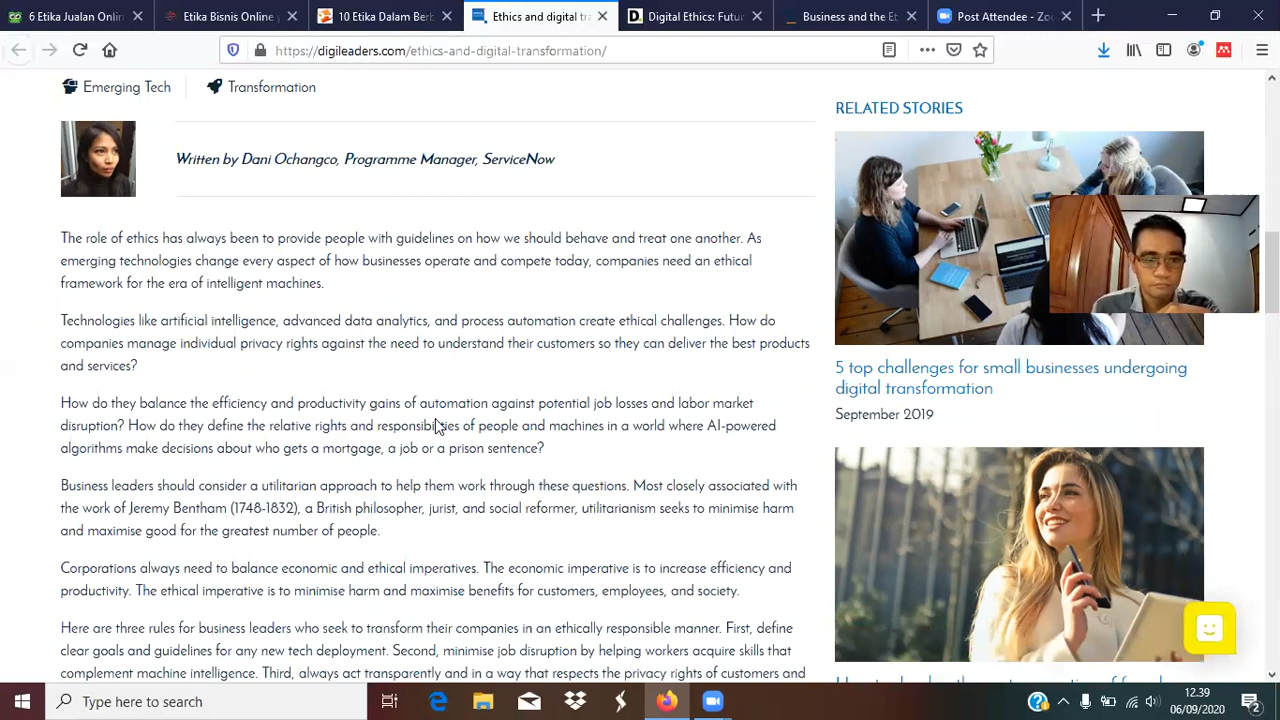 6 Etika Jualan Onlin
Etika Bisnis Online y
10 Etika Dalam Berb
Ethics and digital tr
Digital Ethics: Futur
Business and the Et
Post Attendee - Zoo
https://digileaders.com/ethics-and-digital-transformation/
Emerging Tech
Transformation
Written by Dani Ochangco, Programme Manager, ServiceNow
The role of ethics has always been to provide people with guidelines on how we should behave and treat one another. As
emerging technologies change every aspect of how businesses operate and compete today, companies need an ethical
framework for the era of intelligent machines.
Technologies like artificial intelligence, advanced data analytics, and process automation create ethical challenges. How do
companies manage individual privacy rights against the need to understand their customers so they can deliver the best products
and services?
How do they balance the efficiency and productivity gains of automation against potential job losses and labor market
disruption? How do they define the relative rights and responsibilities of people and machines in a world where AI-powered
algorithms make decisions about who gets a mortgage, a job or a prison sentence?
Business leaders should consider a utilitarian approach to help them work through these questions. Most closely associated with
the work of Jeremy Bentham (1748-1832), a British philosopher, jurist, and social reformer, utilitarianism seeks to minimise harm
and maximise good for the greatest number of people.
Corporations always need to balance economic and ethical imperatives. The economic imperative is to increase efficiency and
productivity. The ethical imperative is to minimise harm and maximise benefits for customers, employees, and society.
Here are three rules for business leaders who seek to transform their companies in an ethically responsible manner. First, define
clear goals and guidelines for any new tech deployment. Second, minimise job disruption by helping workers acquire skills that
complement machine intelligence. Third, always act transparently and in a way that respects the privacy rights of customers and
RELATED STORIES
5 top challenges for small businesses undergoing
digital transformation
September 2019
Type here to search
12.39
06/09/2020
2